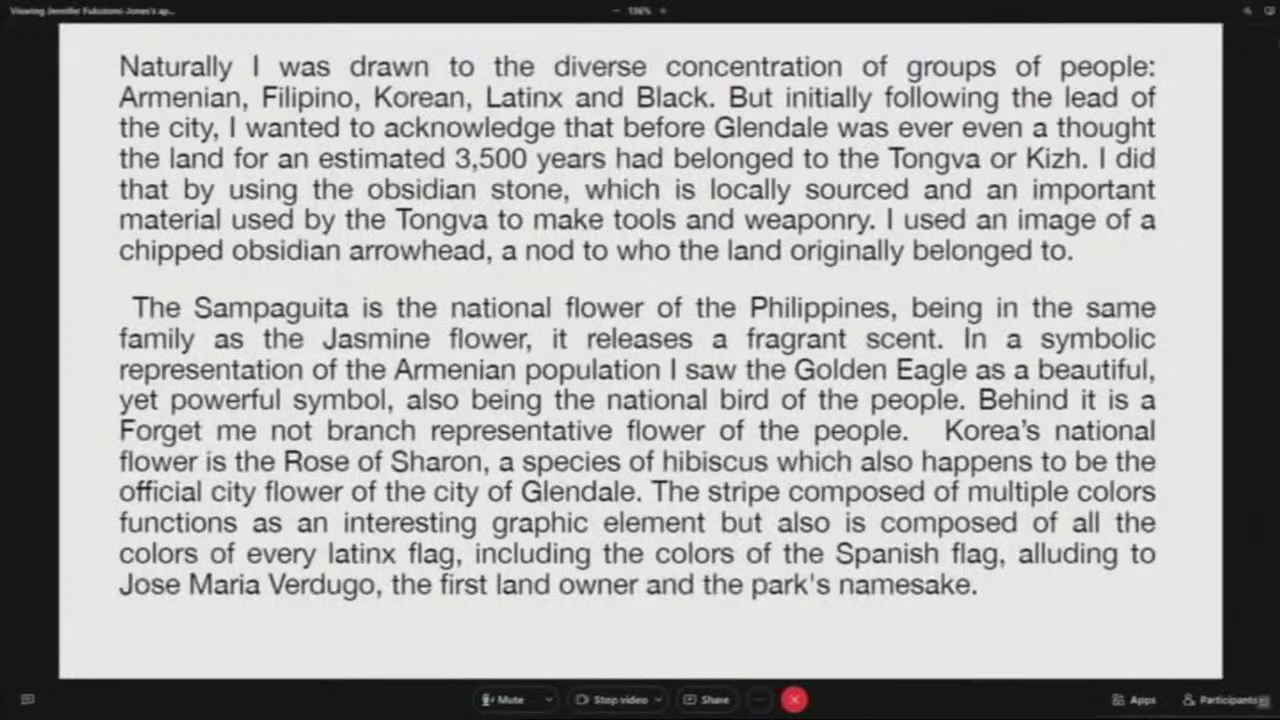 Viewing Jennifer Fukutomi-Jones's ap...
− 136% +
Naturally I was drawn to the diverse concentration of groups of people:
Armenian, Filipino, Korean, Latinx and Black. But initially following the lead of
the city, I wanted to acknowledge that before Glendale was ever even a thought
the land for an estimated 3,500 years had belonged to the Tongva or Kizh. I did
that by using the obsidian stone, which is locally sourced and an important
material used by the Tongva to make tools and weaponry. I used an image of a
chipped obsidian arrowhead, a nod to who the land originally belonged to.
The Sampaguita is the national flower of the Philippines, being in the same
family as the Jasmine flower, it releases a fragrant scent. In a symbolic
representation of the Armenian population I saw the Golden Eagle as a beautiful,
yet powerful symbol, also being the national bird of the people. Behind it is a
Forget me not branch representative flower of the people. Korea's national
flower is the Rose of Sharon, a species of hibiscus which also happens to be the
official city flower of the city of Glendale. The stripe composed of multiple colors
functions as an interesting graphic element but also is composed of all the
colors of every latinx flag, including the colors of the Spanish flag, alluding to
Jose Maria Verdugo, the first land owner and the park's namesake.
Mute Stop video Share Apps Participants